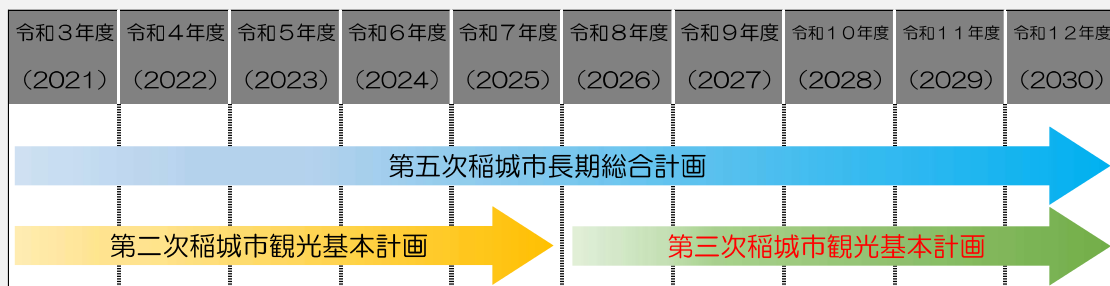 令和３年度 令和４年度 令和５年度 令和６年度 令和７年度 令和８年度 令和９年度 令和１０年度 令和１１年度 令和１２年度
（2021） （2022） （2023） （2024） （2025） （2026） （2027） （2028） （2029） （2030）
第五次稲城市長期総合計画
第二次稲城市観光基本計画 第三次稲城市観光基本計画